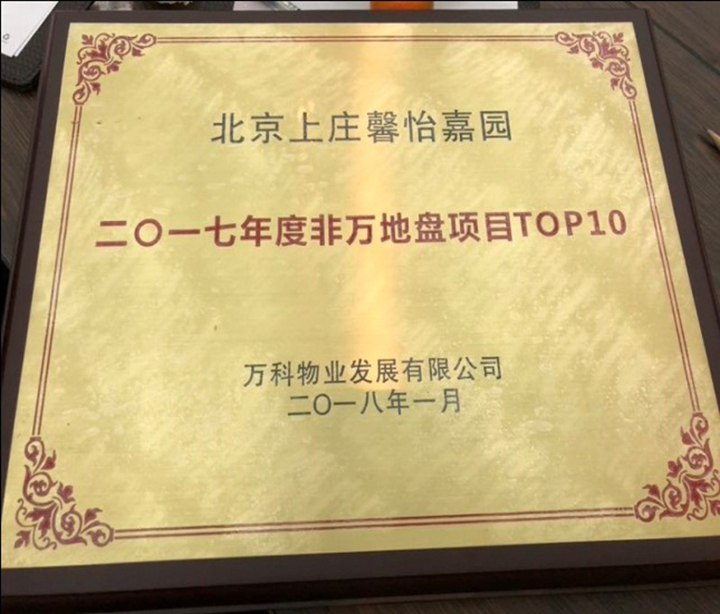 北京上庄馨怡嘉园
二〇一七年度非万地盘项目TOP10
万科物业发展有限公司
二〇一八年一月